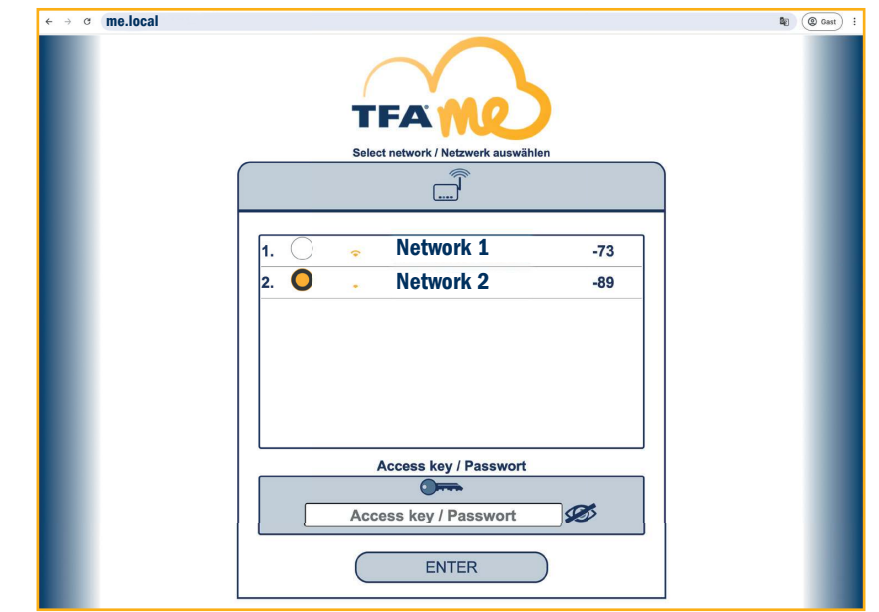 me.local
Gast
TFA me
Select network / Netzwerk auswählen
1. Network 1 -73
2. Network 2 -89
Access key / Passwort
Access key / Passwort
ENTER